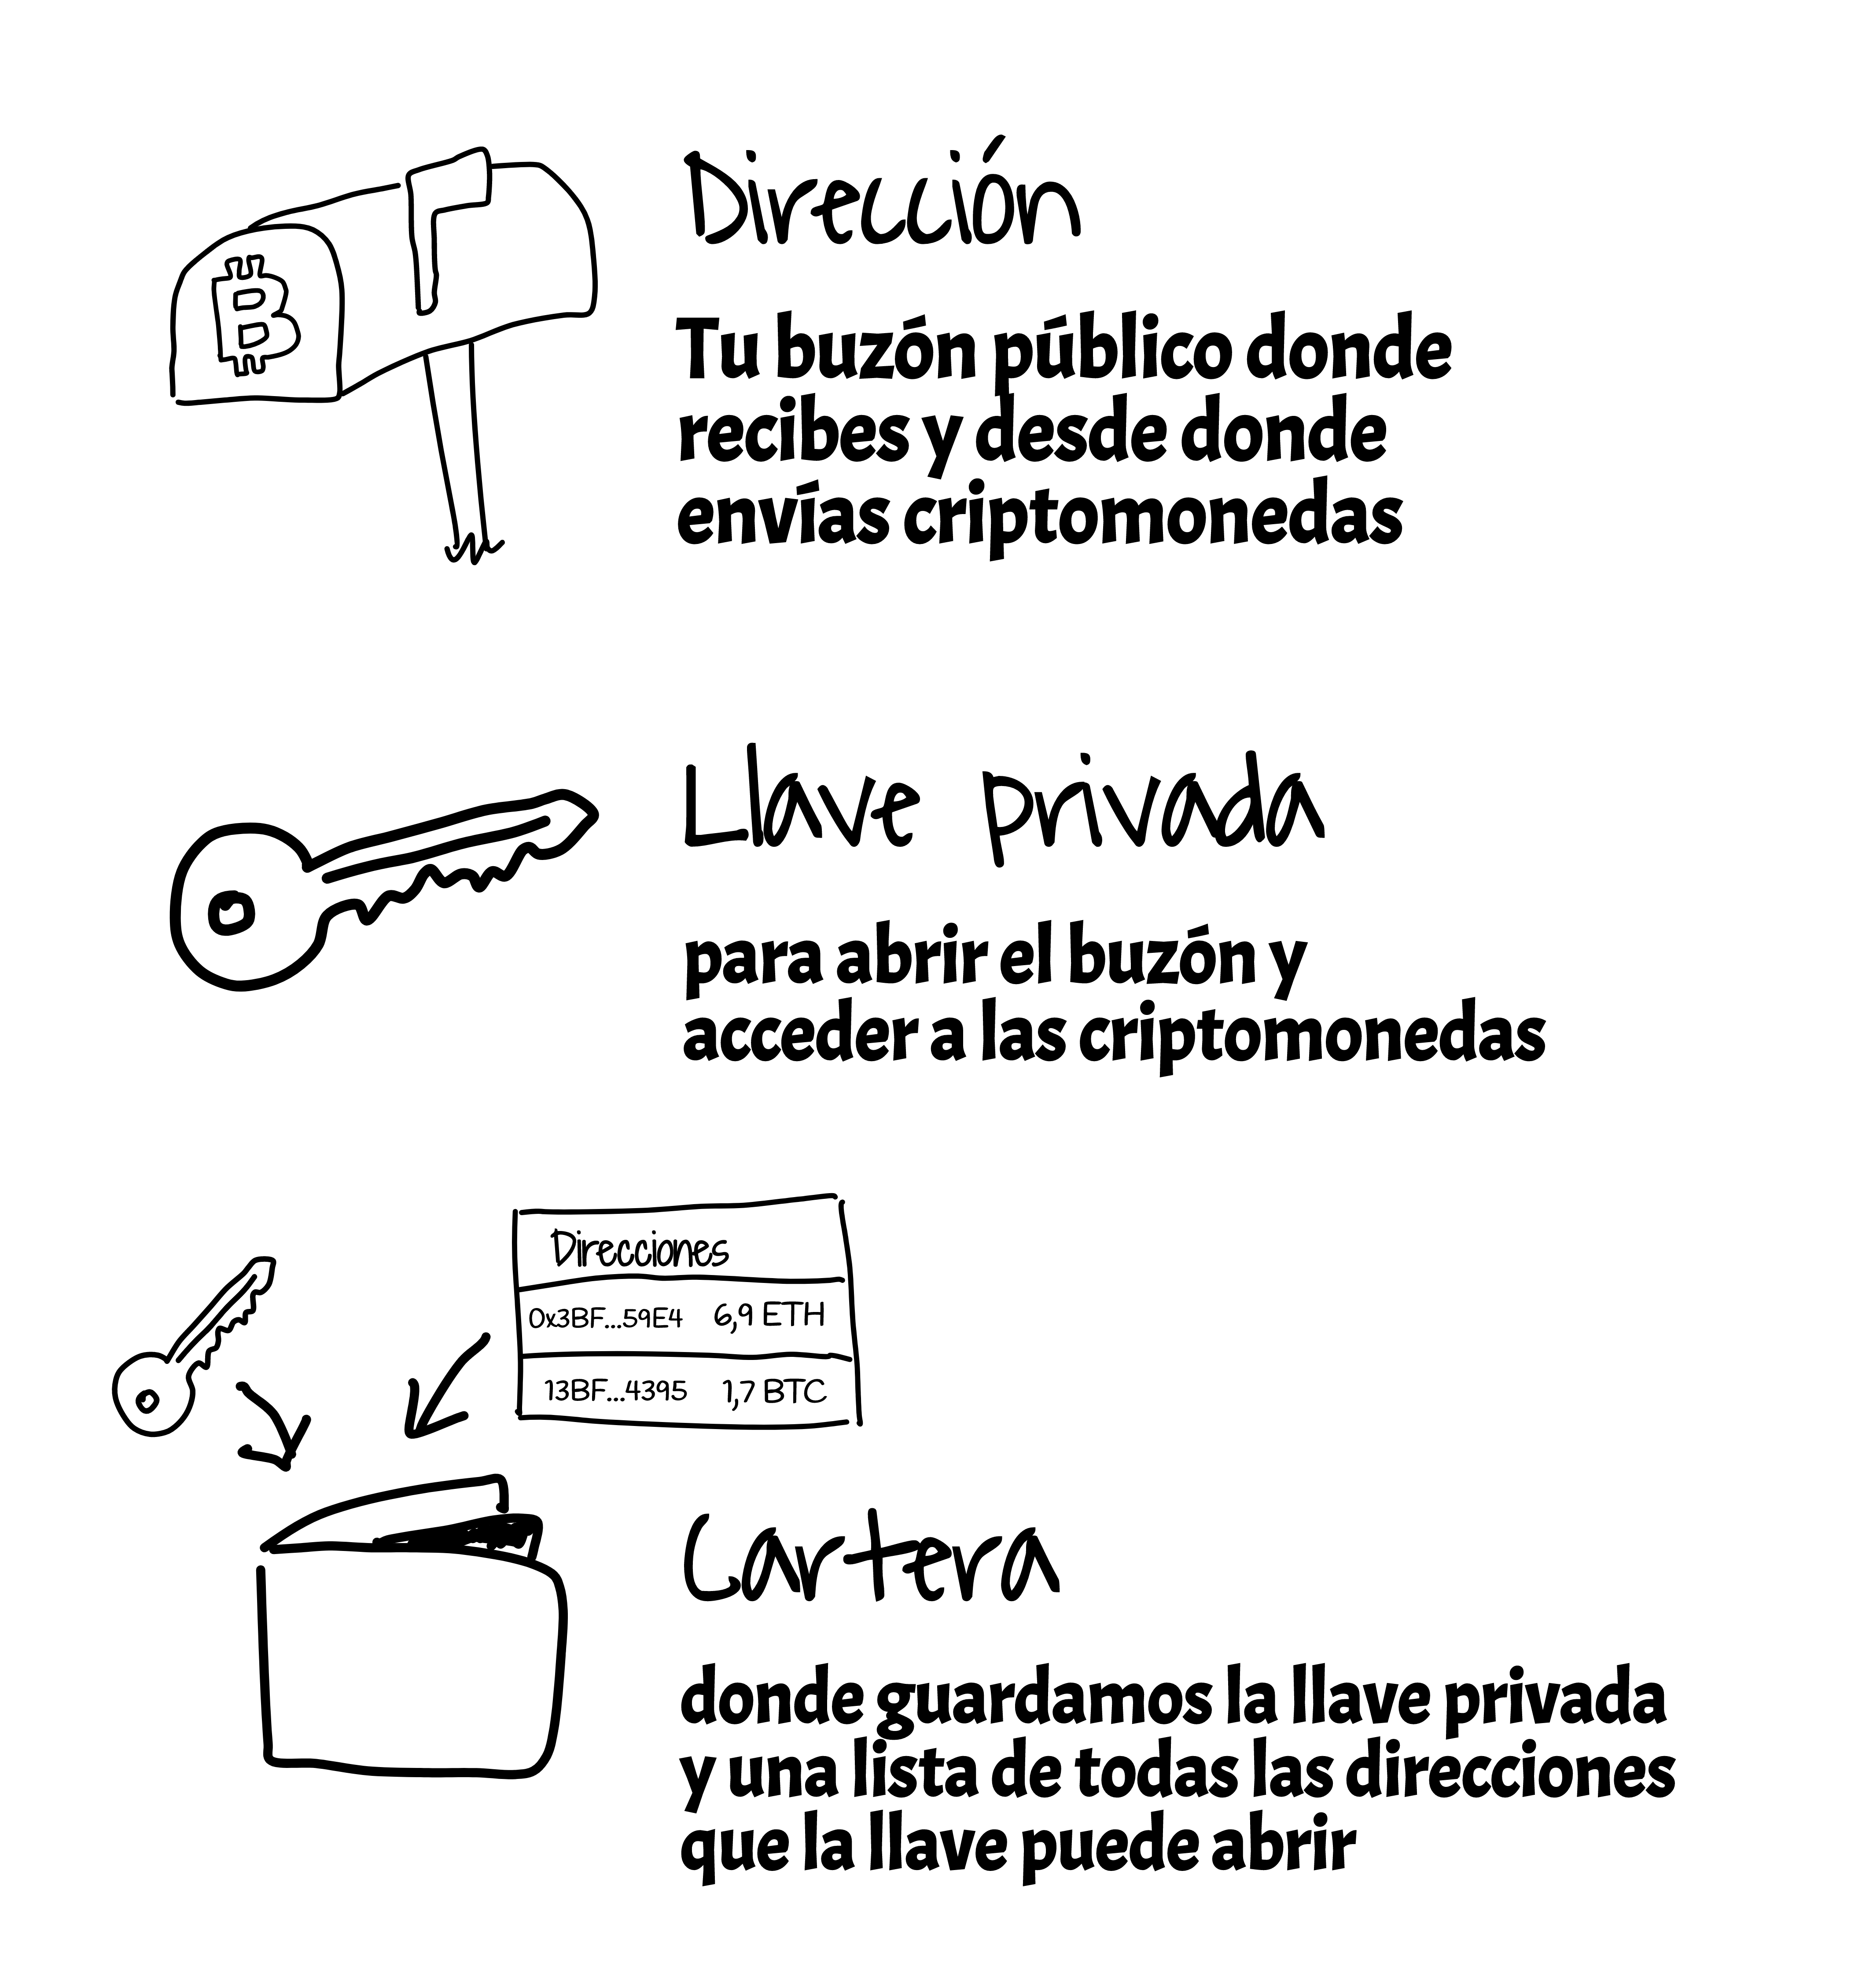 Dirección
Tu buzón público donde
recibes y desde donde
envías criptomonedas
Llave privada
para abrir el buzón y
acceder a las criptomonedas
Direcciones
0x3BF...59E4 6,9 ETH
13BF...4395 1,7 BTC
Cartera
donde guardamos la llave privada
y una lista de todas las direcciones
que la llave puede abrir